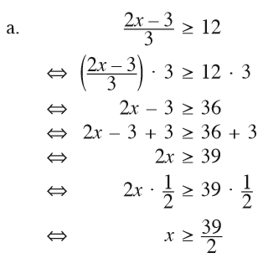 a. (2x – 3)/3 ≥ 12
⇔ ((2x – 3)/3) · 3 ≥ 12 · 3
⇔ 2x – 3 ≥ 36
⇔ 2x – 3 + 3 ≥ 36 + 3
⇔ 2x ≥ 39
⇔ 2x · 1/2 ≥ 39 · 1/2
⇔ x ≥ 39/2